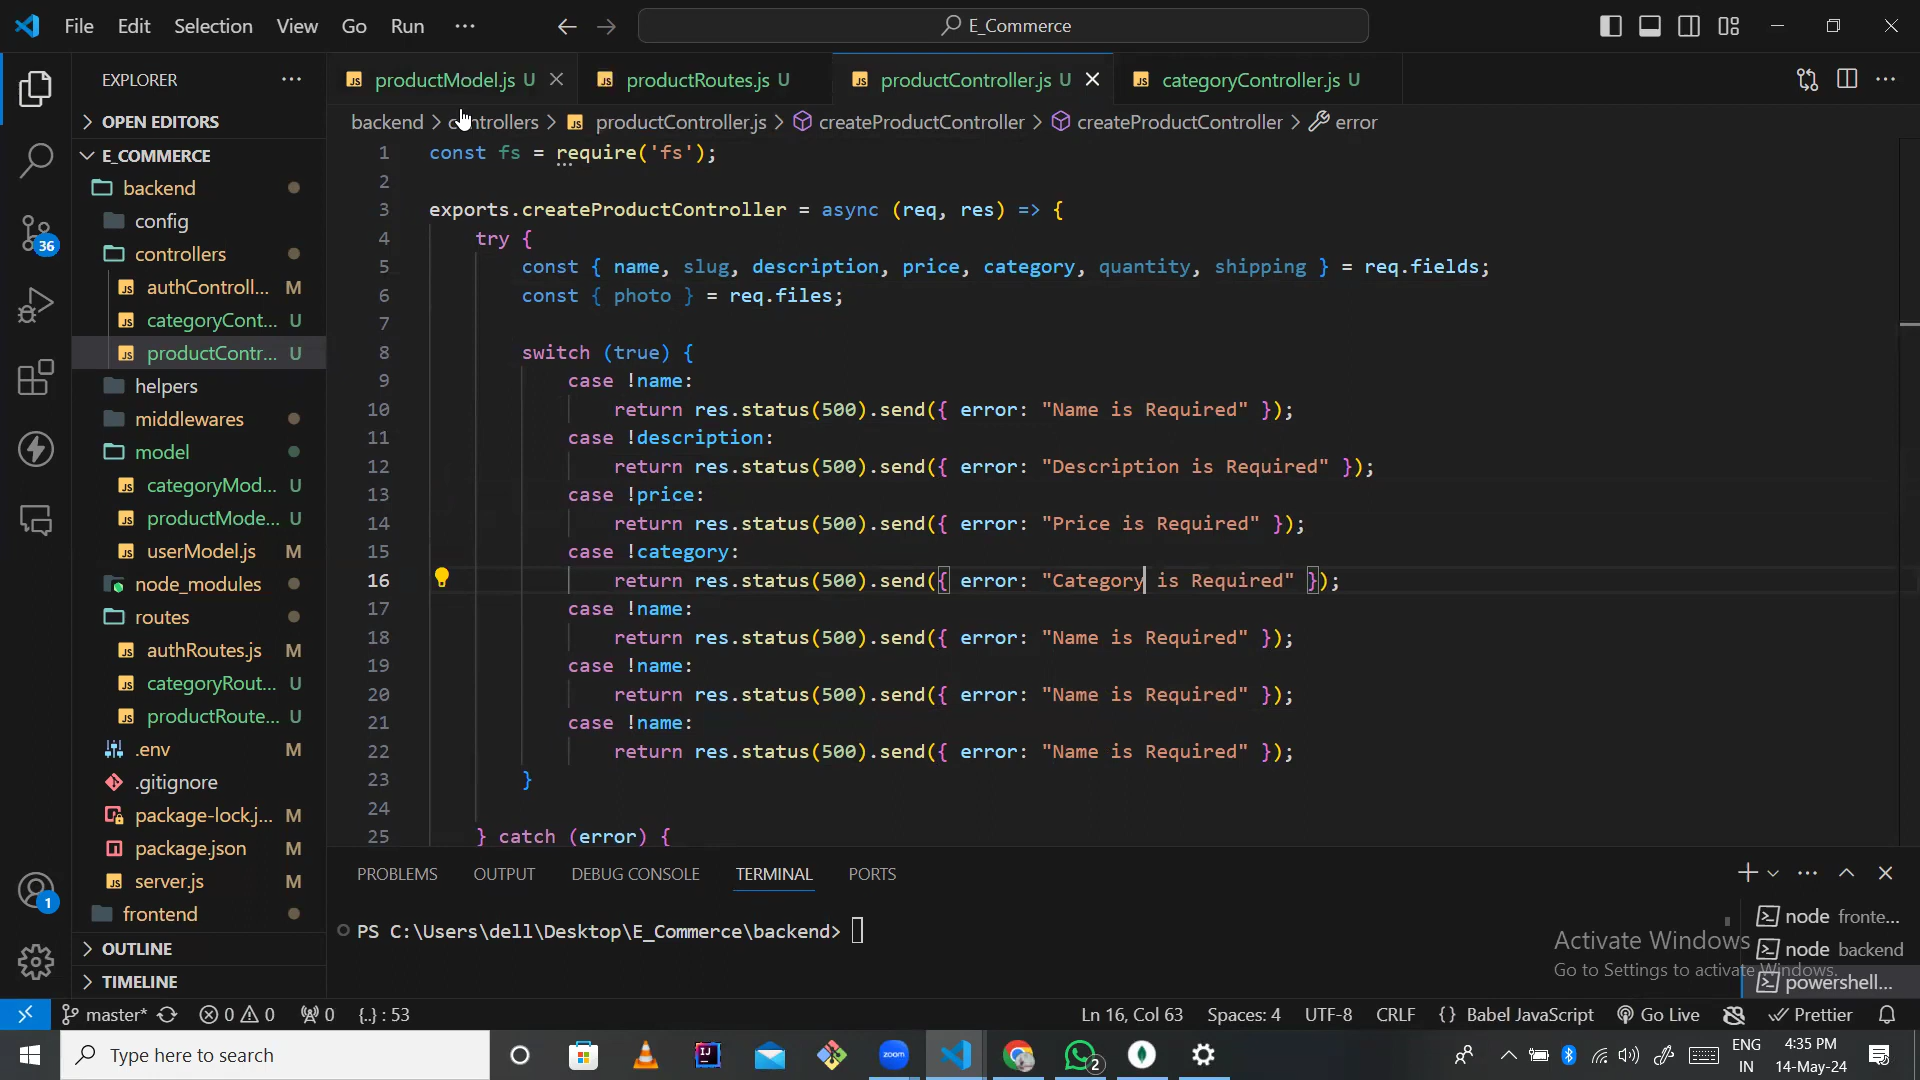 File Edit Selection View Go Run ··· E_Commerce
EXPLORER ··· productModel.js U productRoutes.js U productController.js U categoryController.js U ···
OPEN EDITORS
backend > controllers > productController.js > createProductController > createProductController > error
E_COMMERCE
backend
config
controllers
authControll... M
categoryCont... U
productContr... U
helpers
middlewares
model
categoryMod... U
productMode... U
userModel.js M
node_modules
routes
authRoutes.js M
categoryRout... U
productRoute... U
.env M
.gitignore
package-lock.j... M
package.json M
server.js M
frontend
OUTLINE
TIMELINE
36
1
1 const fs = require('fs');
2
3 exports.createProductController = async (req, res) => {
4 try {
5 const { name, slug, description, price, category, quantity, shipping } = req.fields;
6 const { photo } = req.files;
7
8 switch (true) {
9 case !name:
10 return res.status(500).send({ error: "Name is Required" });
11 case !description:
12 return res.status(500).send({ error: "Description is Required" });
13 case !price:
14 return res.status(500).send({ error: "Price is Required" });
15 case !category:
16 return res.status(500).send({ error: "Category is Required" });
17 case !name:
18 return res.status(500).send({ error: "Name is Required" });
19 case !name:
20 return res.status(500).send({ error: "Name is Required" });
21 case !name:
22 return res.status(500).send({ error: "Name is Required" });
23 }
24
25 } catch (error) {
PROBLEMS OUTPUT DEBUG CONSOLE TERMINAL PORTS
PS C:\Users\dell\Desktop\E_Commerce\backend>
node fronte...
node backend
powershell...
Activate Windows
Go to Settings to activate Windows.
master* 0 0 0 {..} : 53 Ln 16, Col 63 Spaces: 4 UTF-8 CRLF {} Babel JavaScript Go Live Prettier
Type here to search zoom 2 ENG IN 4:35 PM 14-May-24